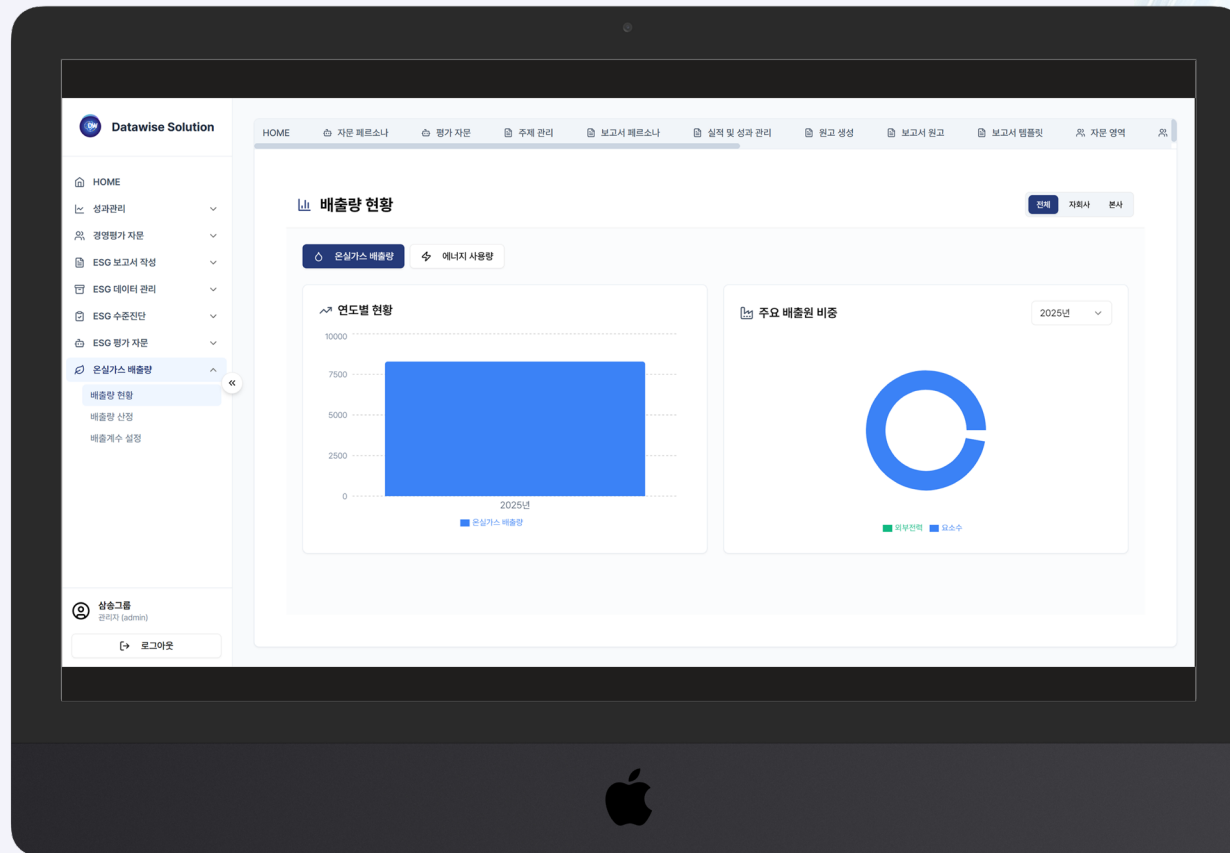 DW
Datawise Solution
HOME
성과관리
경영평가 자문
ESG 보고서 작성
ESG 데이터 관리
ESG 수준진단
ESG 평가 자문
온실가스 배출량
배출량 현황
배출량 산정
배출계수 설정
삼송그룹
관리자 (admin)
로그아웃
HOME 자문 페르소나 평가 자문 주제 관리 보고서 페르소나 실적 및 성과 관리 원고 생성 보고서 원고 보고서 템플릿 자문 영역
배출량 현황
전체 자회사 본사
온실가스 배출량 에너지 사용량
연도별 현황
10000
7500
5000
2500
0
2025년
온실가스 배출량
주요 배출원 비중
2025년
외부전력 요소수